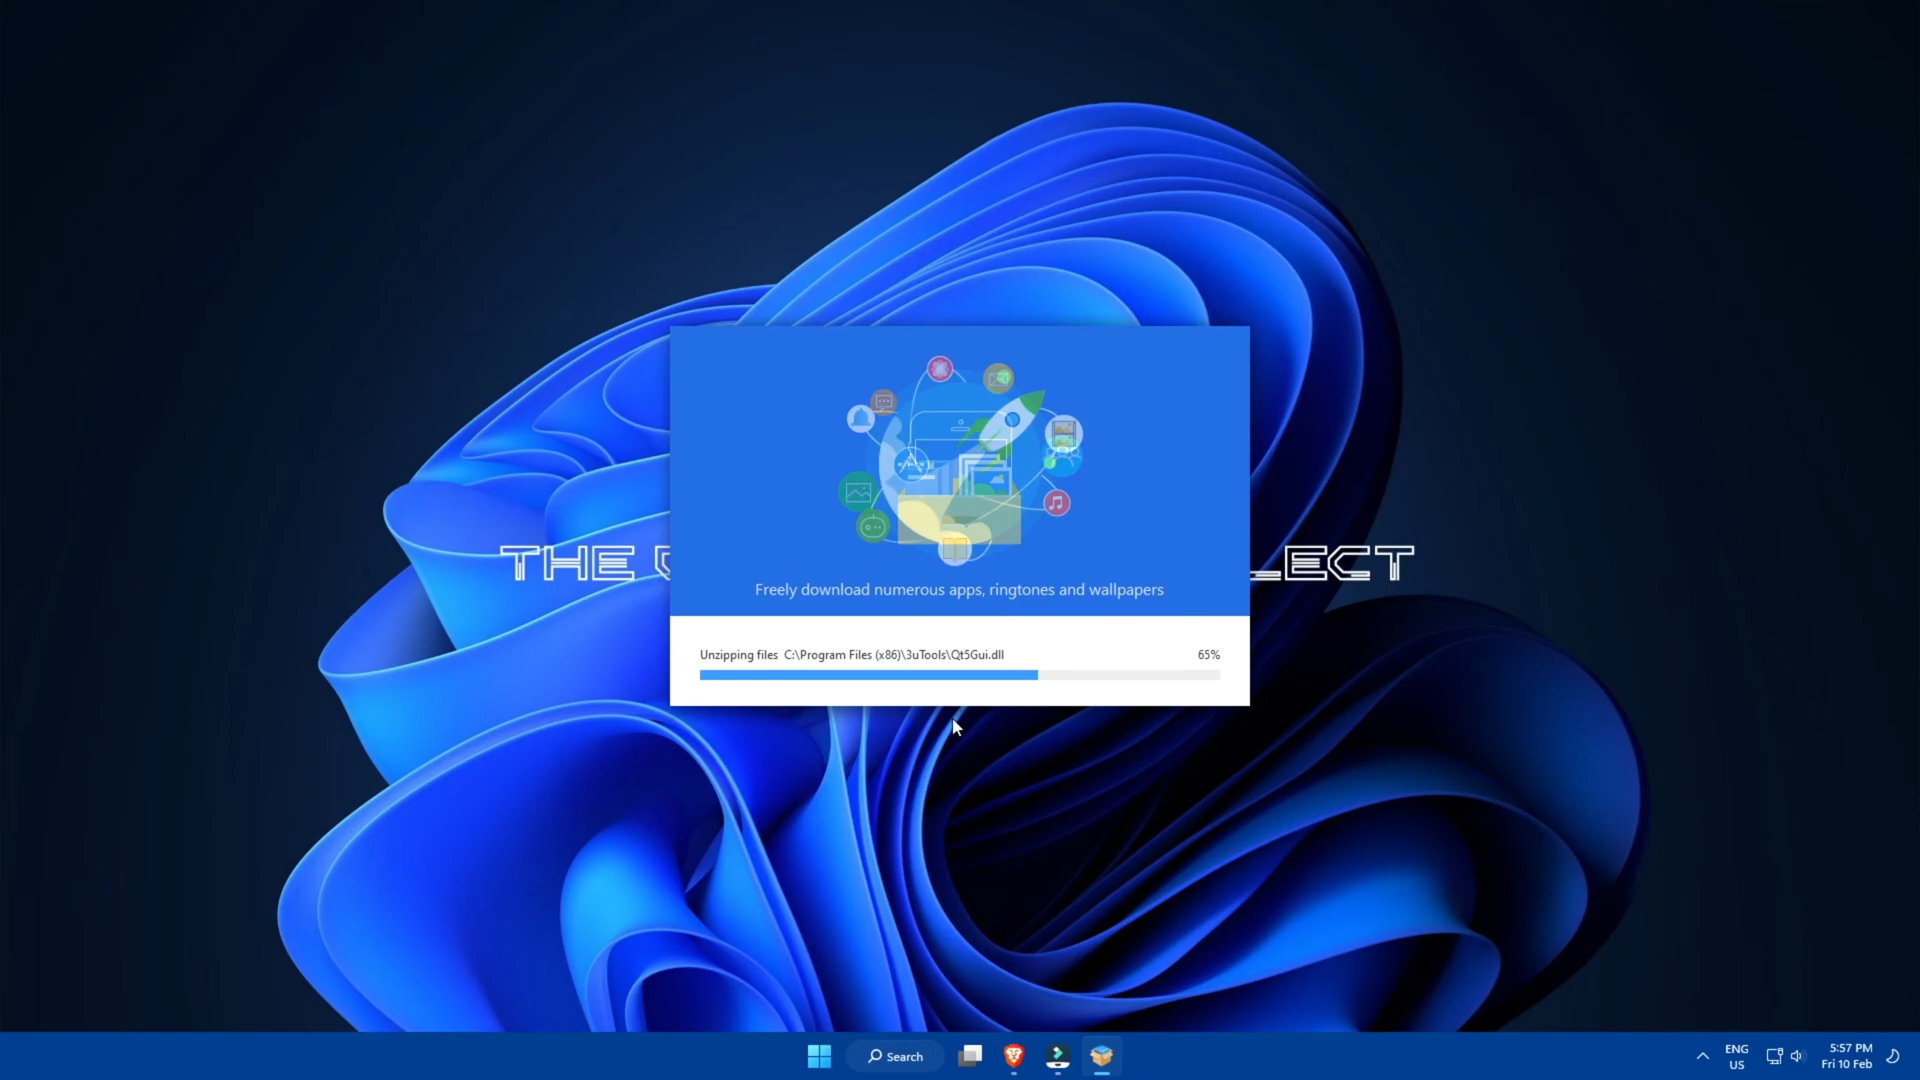 Freely download numerous apps, ringtones and wallpapers
THE
LECT
Unzipping files C:\Program Files (x86)\3uTools\Qt5Gui.dll 65%
Search
ENG
US
5:57 PM
Fri 10 Feb